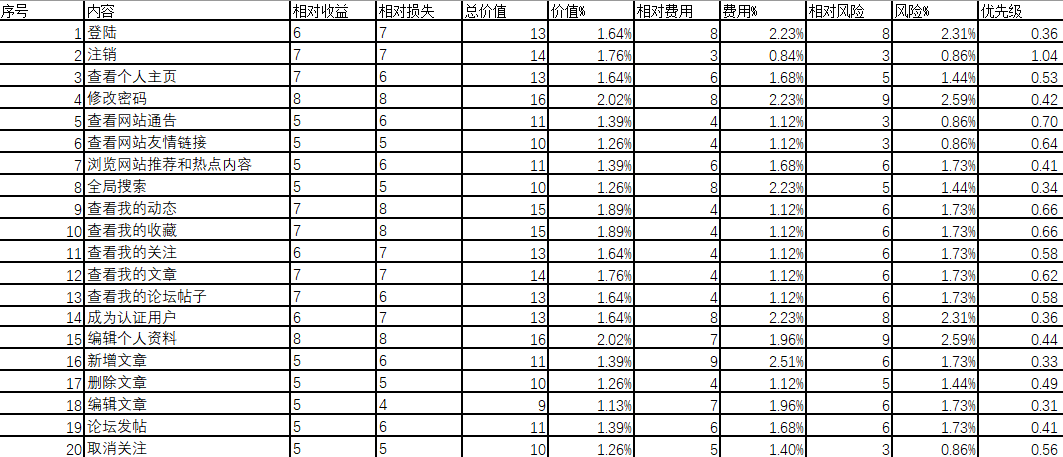 序号 内容 相对收益 相对损失 总价值 价值% 相对费用 费用% 相对风险 风险% 优先级
1 登陆 6 7 13 1.64% 8 2.23% 8 2.31% 0.36
2 注销 7 7 14 1.76% 3 0.84% 3 0.86% 1.04
3 查看个人主页 7 6 13 1.64% 6 1.68% 5 1.44% 0.53
4 修改密码 8 8 16 2.02% 8 2.23% 9 2.59% 0.42
5 查看网站通告 5 6 11 1.39% 4 1.12% 3 0.86% 0.70
6 查看网站友情链接 5 5 10 1.26% 4 1.12% 3 0.86% 0.64
7 浏览网站推荐和热点内容 5 6 11 1.39% 6 1.68% 6 1.73% 0.41
8 全局搜索 5 5 10 1.26% 8 2.23% 5 1.44% 0.34
9 查看我的动态 7 8 15 1.89% 4 1.12% 6 1.73% 0.66
10 查看我的收藏 7 8 15 1.89% 4 1.12% 6 1.73% 0.66
11 查看我的关注 6 7 13 1.64% 4 1.12% 6 1.73% 0.58
12 查看我的文章 7 7 14 1.76% 4 1.12% 6 1.73% 0.62
13 查看我的论坛帖子 7 6 13 1.64% 4 1.12% 6 1.73% 0.58
14 成为认证用户 6 7 13 1.64% 8 2.23% 8 2.31% 0.36
15 编辑个人资料 8 8 16 2.02% 7 1.96% 9 2.59% 0.44
16 新增文章 5 6 11 1.39% 9 2.51% 6 1.73% 0.33
17 删除文章 5 5 10 1.26% 4 1.12% 5 1.44% 0.49
18 编辑文章 5 4 9 1.13% 7 1.96% 6 1.73% 0.31
19 论坛发帖 5 6 11 1.39% 6 1.68% 6 1.73% 0.41
20 取消关注 5 5 10 1.26% 5 1.40% 3 0.86% 0.56